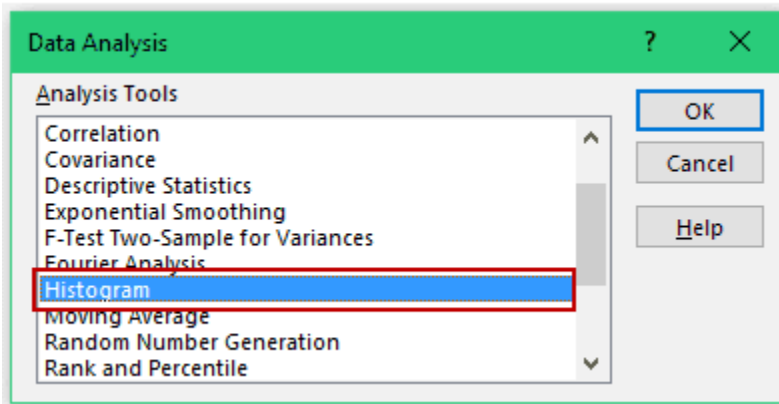 Data Analysis ?
Analysis Tools
Correlation
Covariance
Descriptive Statistics
Exponential Smoothing
F-Test Two-Sample for Variances
Fourier Analysis
Histogram
Moving Average
Random Number Generation
Rank and Percentile
OK
Cancel
Help